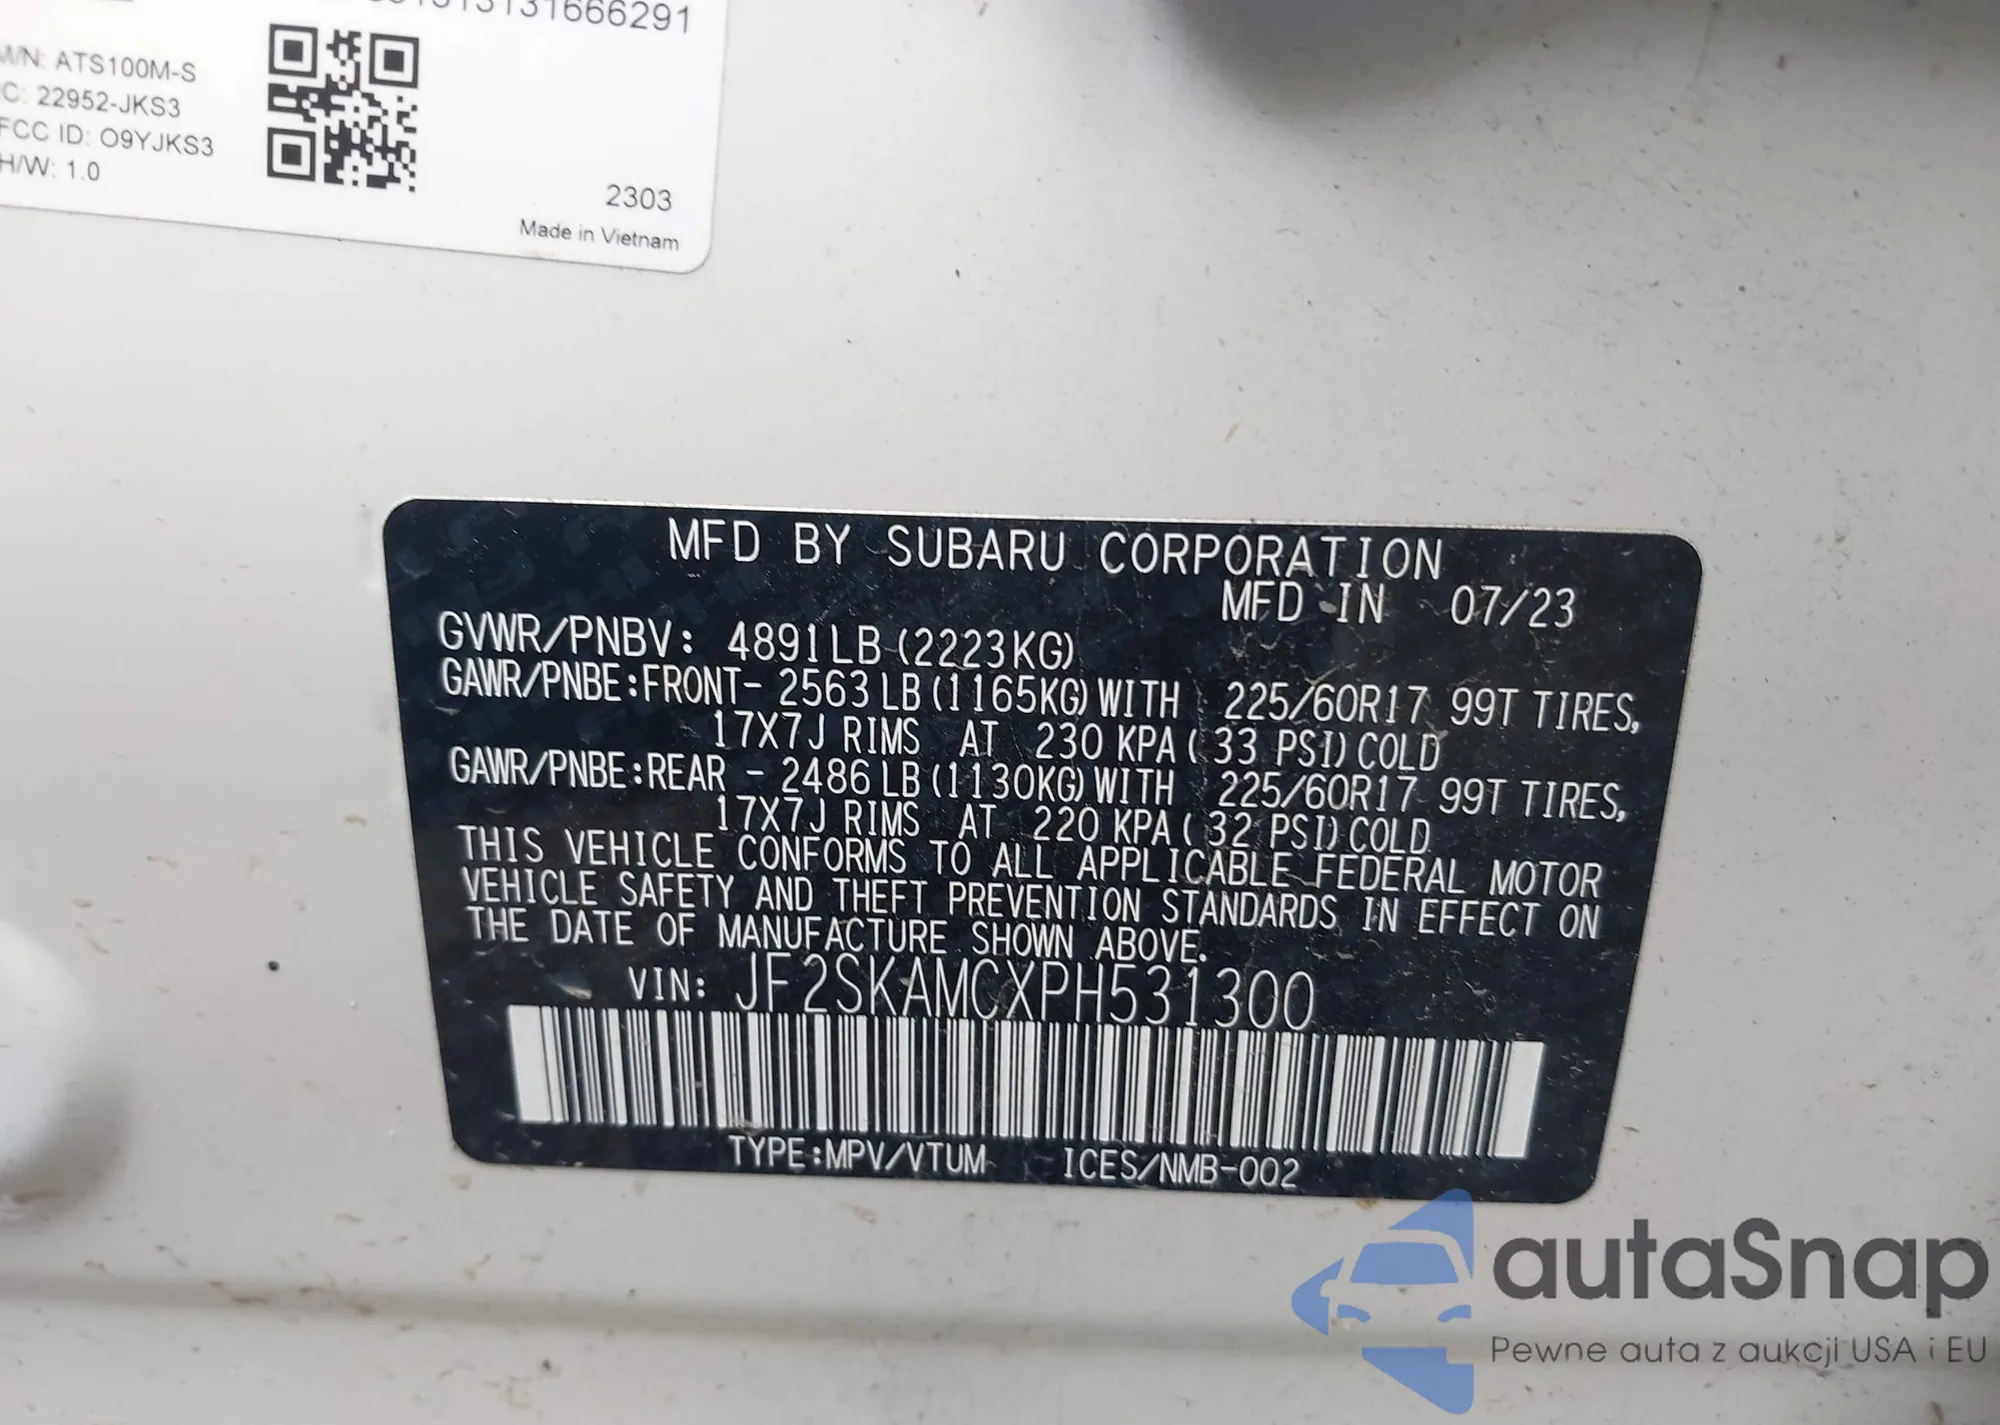 131666291
M/N: ATS100M-S
C: 22952-JKS3
FCC ID: O9YJKS3
H/W: 1.0
2303
Made in Vietnam
MFD BY SUBARU CORPORATION
MFD IN 07/23
GVWR/PNBV: 4891LB (2223KG)
GAWR/PNBE:FRONT- 2563 LB (1165KG) WITH 225/60R17 99T TIRES,
17X7J RIMS AT 230 KPA ( 33 PSI) COLD
GAWR/PNBE:REAR - 2486 LB (1130KG) WITH 225/60R17 99T TIRES,
17X7J RIMS AT 220 KPA ( 32 PSI) COLD
THIS VEHICLE CONFORMS TO ALL APPLICABLE FEDERAL MOTOR
VEHICLE SAFETY AND THEFT PREVENTION STANDARDS IN EFFECT ON
THE DATE OF MANUFACTURE SHOWN ABOVE.
VIN: JF2SKAMCXPH531300
TYPE:MPV/VTUM ICES/NMB-002
autaSnap
Pewne auta z aukcji USA i EU